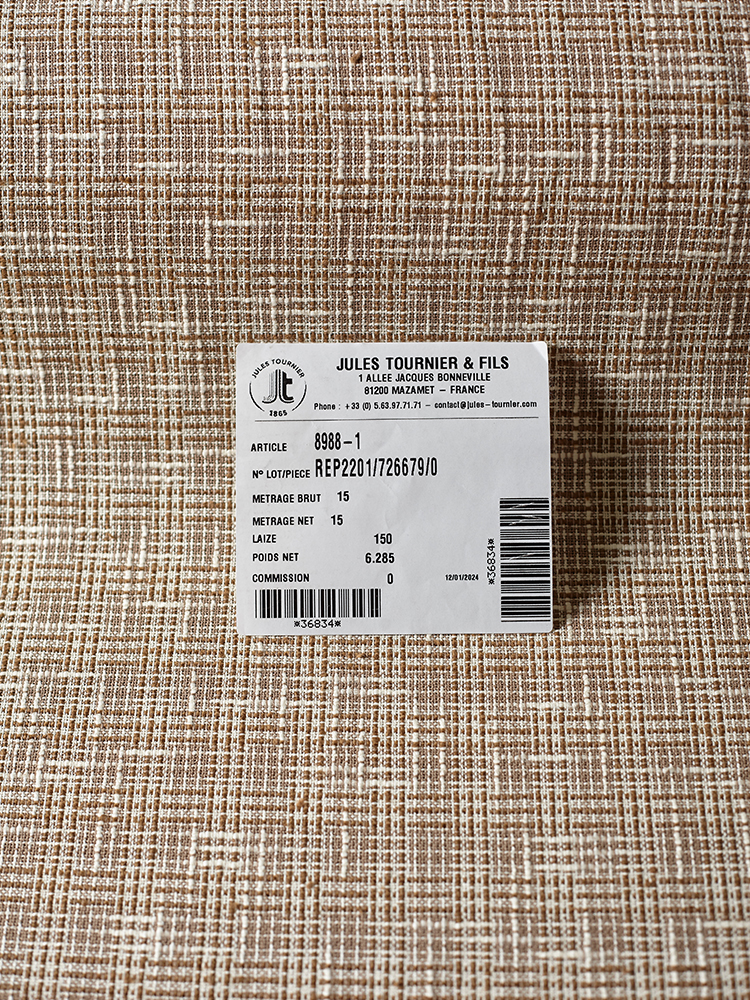 JULES TOURNIER
Jt
1865
JULES TOURNIER & FILS
1 ALLEE JACQUES BONNEVILLE
81200 MAZAMET – FRANCE
Phone : +33 (0) 5.63.97.71.71 – contact@jules-tournier.com
ARTICLE 8988-1
N° LOT/PIECE REP2201/726679/0
METRAGE BRUT 15
METRAGE NET 15
LAIZE 150
POIDS NET 6.285
COMMISSION 0
12/01/2024
*36834*
*36834*